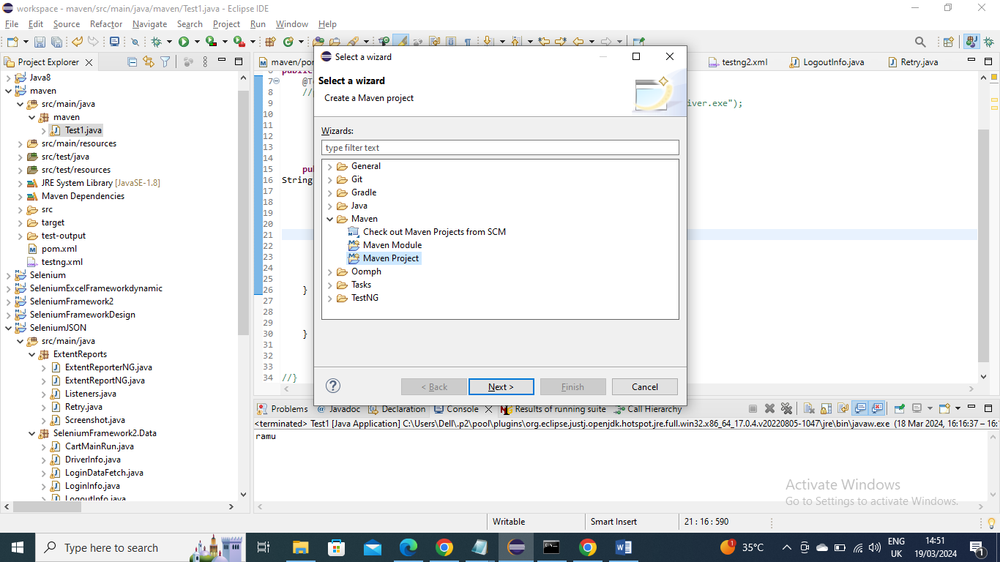 workspace - maven/src/main/java/maven/Test1.java - Eclipse IDE
File Edit Source Refactor Navigate Search Project Run Window Help
Project Explorer
Java8
maven
src/main/java
maven
Test1.java
src/main/resources
src/test/java
src/test/resources
JRE System Library [JavaSE-1.8]
Maven Dependencies
src
target
test-output
pom.xml
testng.xml
Selenium
SeleniumExcelFrameworkdynamic
SeleniumFramework2
SeleniumFrameworkDesign
SeleniumJSON
src/main/java
ExtentReports
ExtentReporterNG.java
ExtentReportNG.java
Listeners.java
Retry.java
Screenshot.java
SeleniumFramework2.Data
CartMainRun.java
DriverInfo.java
LoginDataFetch.java
LoginInfo.java
LogoutInfo.java
maven/por
testng2.xml
LogoutInfo.java
Retry.java
7
8
9 iver.exe");
10
11
12
13
14
15
16 String
17
18
19
20
21
22
23
24
25
26 }
27
28
29
30 }
31
32
33
34 //}
Select a wizard
Select a wizard
Create a Maven project
Wizards:
type filter text
General
Git
Gradle
Java
Maven
Check out Maven Projects from SCM
Maven Module
Maven Project
Oomph
Tasks
TestNG
< Back Next > Finish Cancel
Problems @ Javadoc Declaration Console Results of running suite Call Hierarchy
<terminated> Test1 [Java Application] C:\Users\Dell\.p2\pool\plugins\org.eclipse.justj.openjdk.hotspot.jre.full.win32.x86_64_17.0.4.v20220805-1047\jre\bin\javaw.exe (18 Mar 2024, 16:16:37 – 16:
ramu
Activate Windows
Go to Settings to activate Windows.
Writable Smart Insert 21 : 16 : 590
Type here to search
35°C
ENG
UK
14:51
19/03/2024